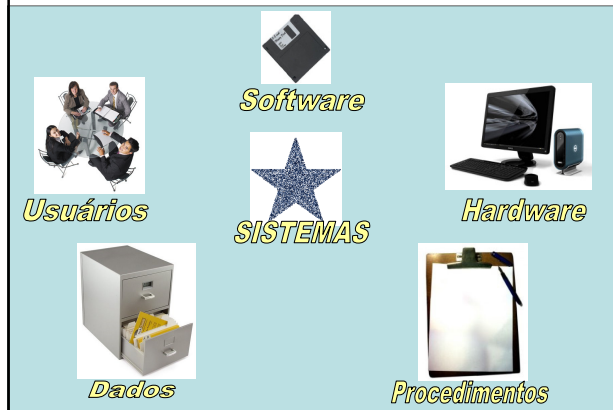 Software
Usuários
SISTEMAS
Hardware
Dados
Procedimentos